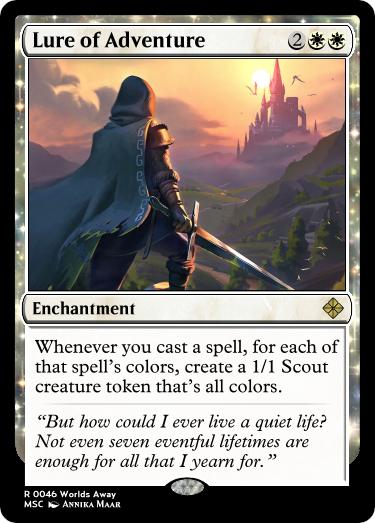 Lure of Adventure 2
Enchantment
Whenever you cast a spell, for each of
that spell's colors, create a 1/1 Scout
creature token that's all colors.
“But how could I ever live a quiet life?
Not even seven eventful lifetimes are
enough for all that I yearn for.”
R 0046 Worlds Away
MSC Annika Maar